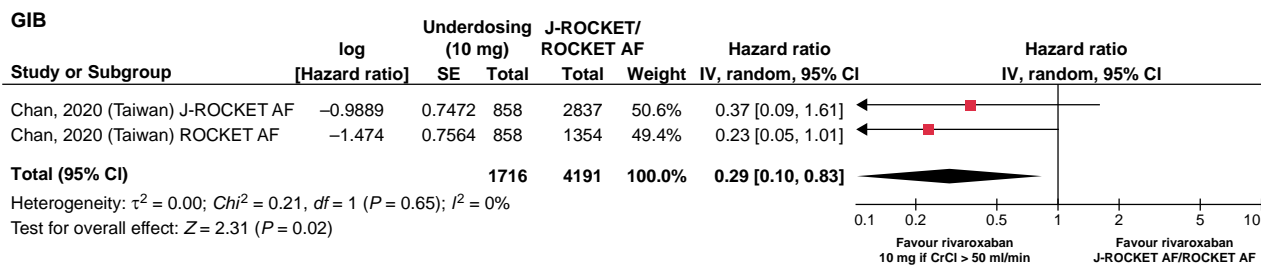 GIB
Study or Subgroup log [Hazard ratio] SE Underdosing (10 mg) Total J-ROCKET/ ROCKET AF Total Weight Hazard ratio IV, random, 95% CI Hazard ratio IV, random, 95% CI
Chan, 2020 (Taiwan) J-ROCKET AF –0.9889 0.7472 858 2837 50.6% 0.37 [0.09, 1.61]
Chan, 2020 (Taiwan) ROCKET AF –1.474 0.7564 858 1354 49.4% 0.23 [0.05, 1.01]
Total (95% CI) 1716 4191 100.0% 0.29 [0.10, 0.83]
Heterogeneity: τ² = 0.00; Chi² = 0.21, df = 1 (P = 0.65); I² = 0%
Test for overall effect: Z = 2.31 (P = 0.02)
0.1 0.2 0.5 1 2 5 10
Favour rivaroxaban Favour rivaroxaban
10 mg if CrCl > 50 ml/min J-ROCKET AF/ROCKET AF